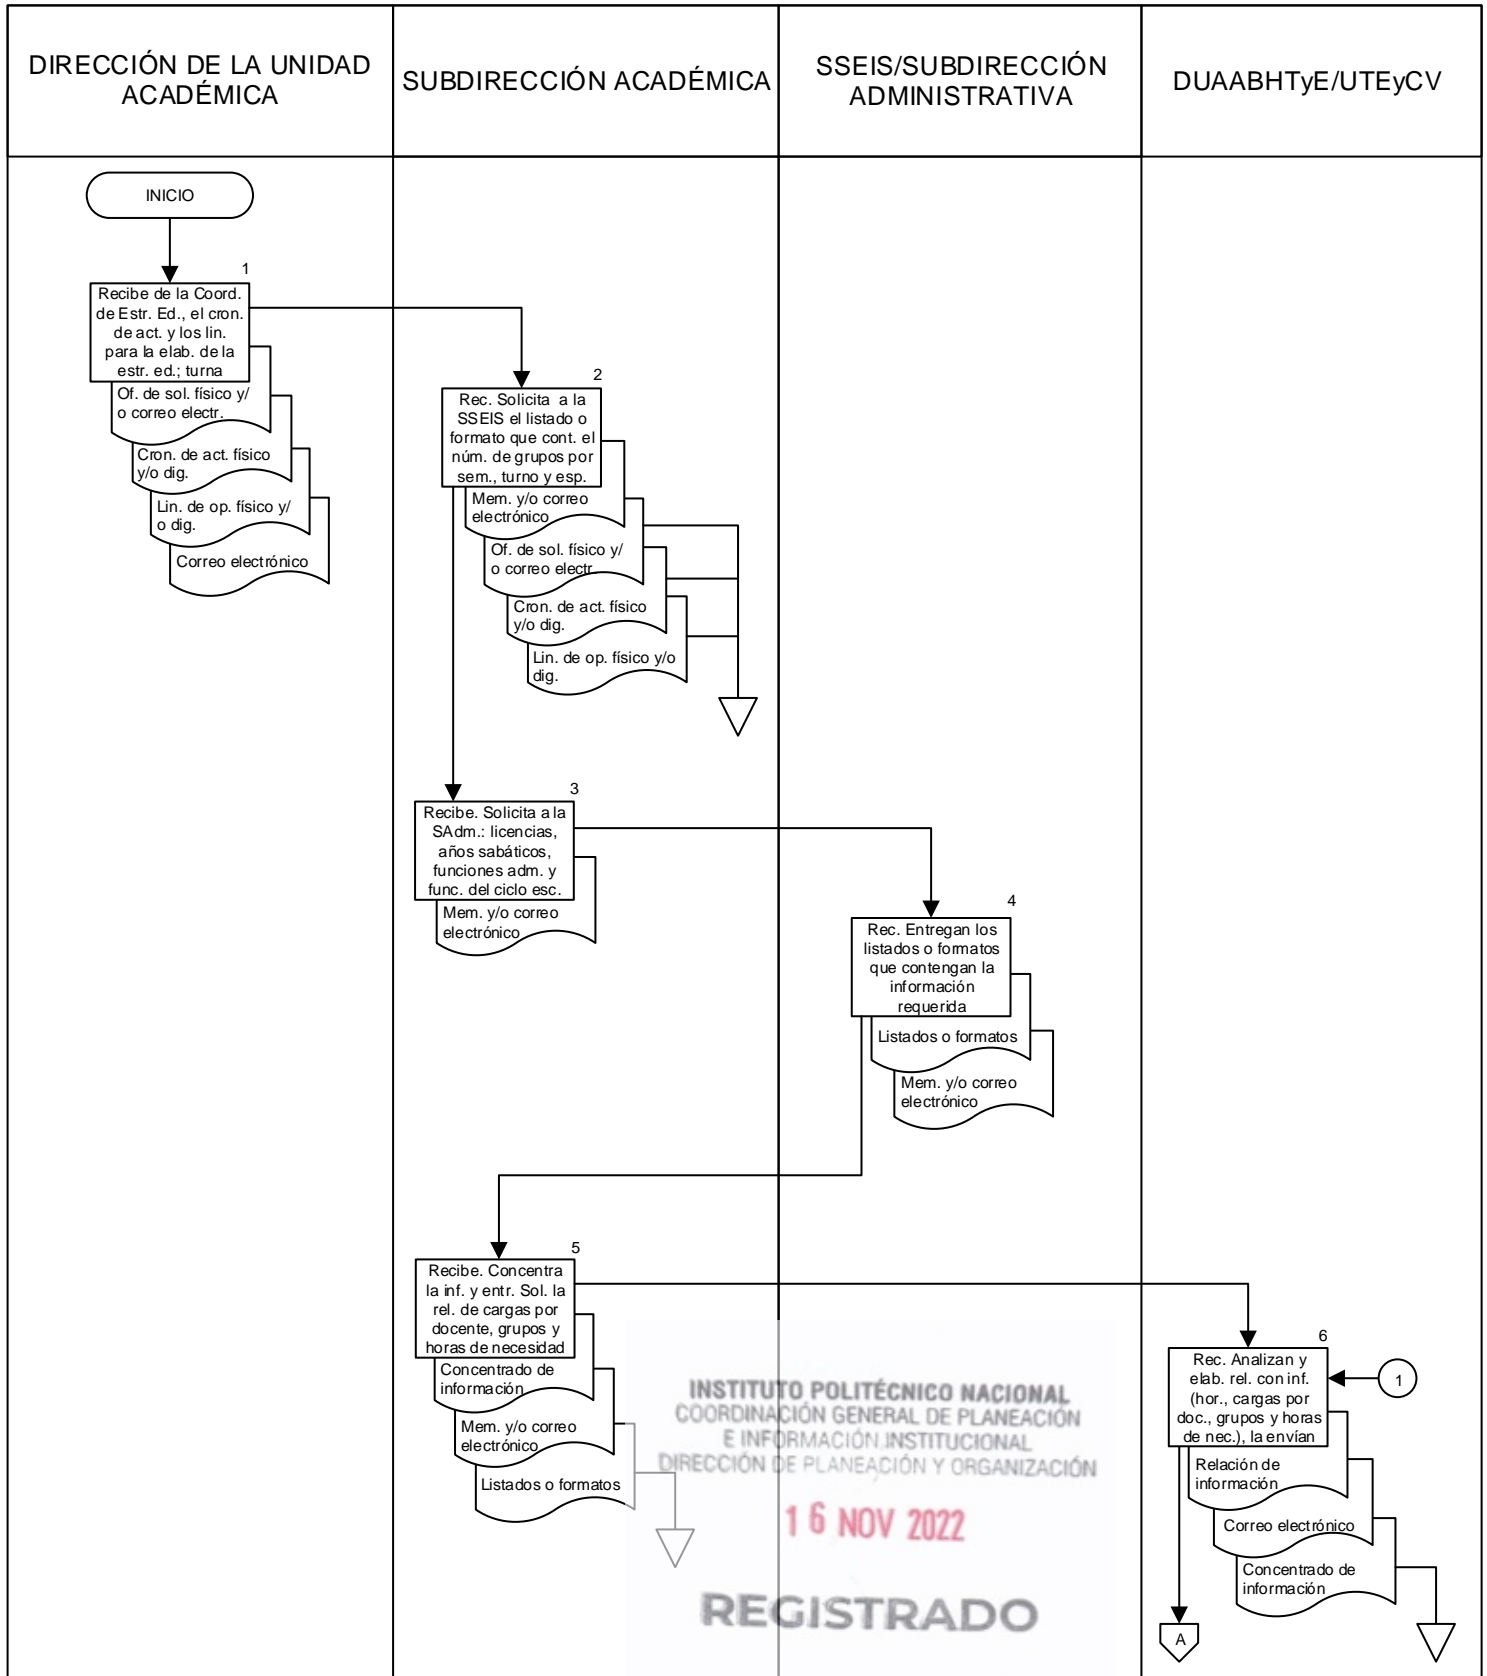 DIRECCIÓN DE LA UNIDAD
ACADÉMICA
SUBDIRECCIÓN ACADÉMICA
SSEIS/SUBDIRECCIÓN
ADMINISTRATIVA
DUAABHTyE/UTEyCV
INICIO
1
Recibe de la Coord.
de Estr. Ed., el cron.
de act. y los lin.
para la elab. de la
estr. ed.; turna
Of. de sol. físico y/
o correo electr.
Cron. de act. físico
y/o dig.
Lin. de op. físico y/
o dig.
Correo electrónico
2
Rec. Solicita a la
SSEIS el listado o
formato que cont. el
núm. de grupos por
sem., turno y esp.
Mem. y/o correo
electrónico
Of. de sol. físico y/
o correo electr.
Cron. de act. físico
y/o dig.
Lin. de op. físico y/o
dig.
3
Recibe. Solicita a la
SAdm.: licencias,
años sabáticos,
funciones adm. y
func. del ciclo esc.
Mem. y/o correo
electrónico
4
Rec. Entregan los
listados o formatos
que contengan la
información
requerida
Listados o formatos
Mem. y/o correo
electrónico
5
Recibe. Concentra
la inf. y entr. Sol. la
rel. de cargas por
docente, grupos y
horas de necesidad
Concentrado de
información
Mem. y/o correo
electrónico
Listados o formatos
6
Rec. Analizan y
elab. rel. con inf.
(hor., cargas por
doc., grupos y horas
de nec.), la envían
1
Relación de
información
Correo electrónico
Concentrado de
información
A
INSTITUTO POLITÉCNICO NACIONAL
COORDINACIÓN GENERAL DE PLANEACIÓN
E INFORMACIÓN INSTITUCIONAL
DIRECCIÓN DE PLANEACIÓN Y ORGANIZACIÓN
16 NOV 2022
REGISTRADO